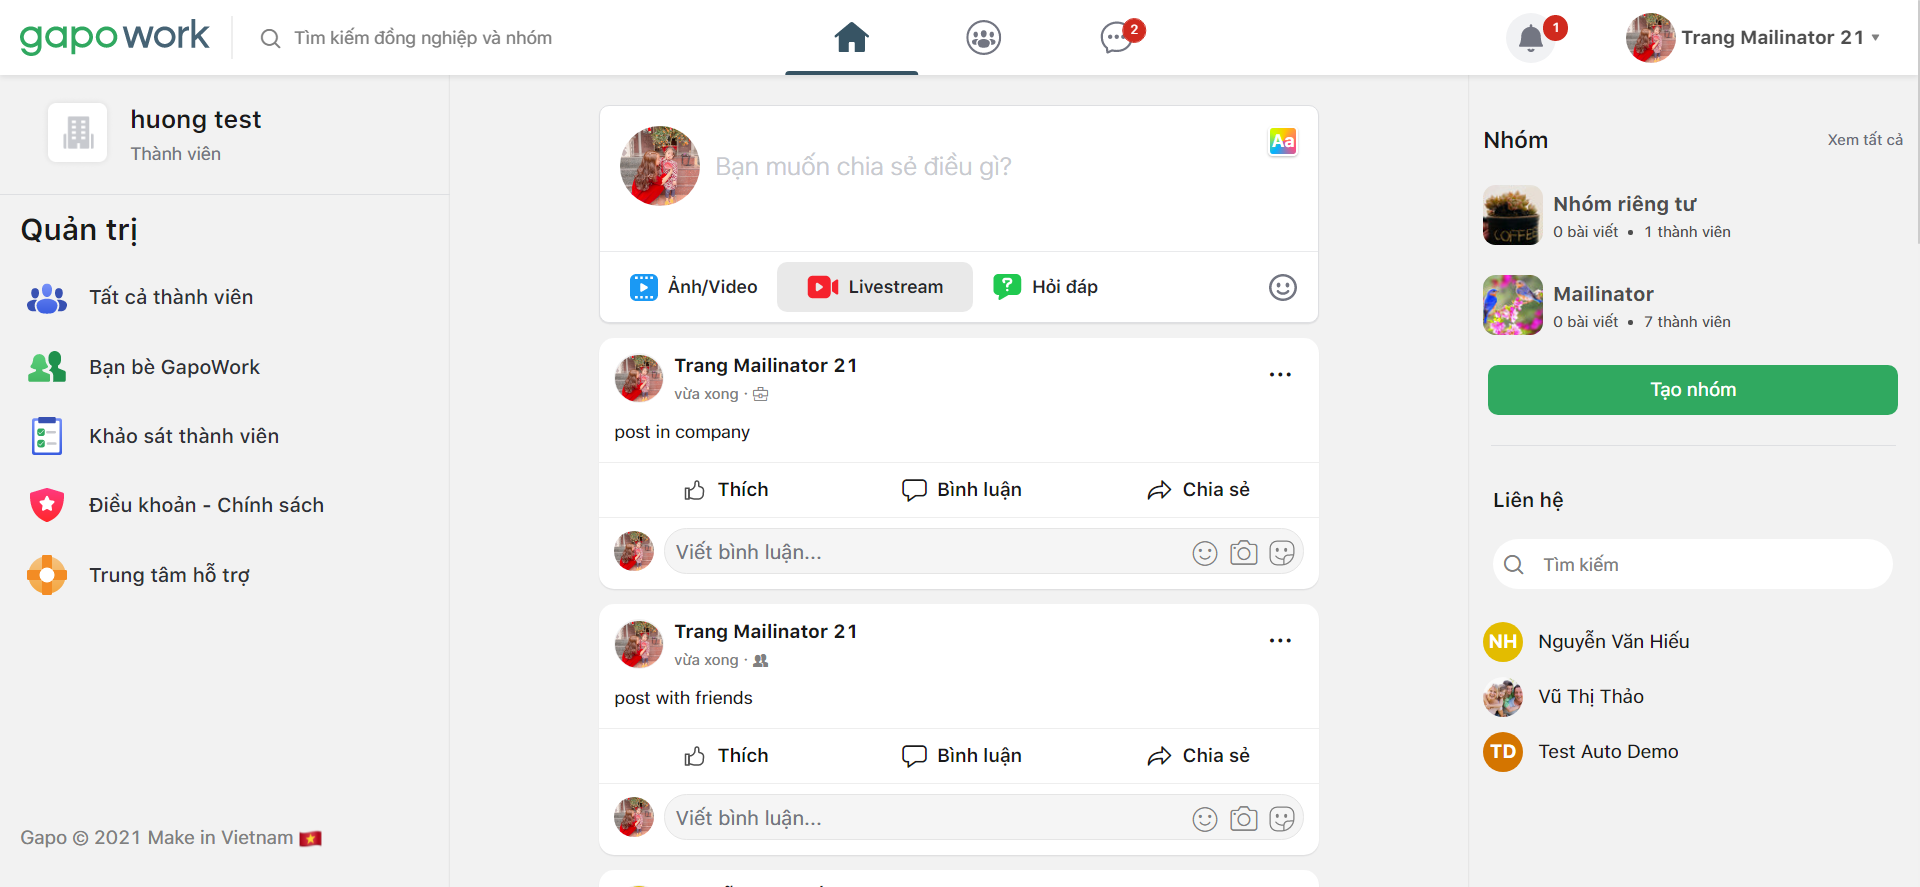 gapowork
Tìm kiếm đồng nghiệp và nhóm
2
1
Trang Mailinator 21
huong test
Thành viên
Quản trị
Tất cả thành viên
Bạn bè GapoWork
Khảo sát thành viên
Điều khoản - Chính sách
Trung tâm hỗ trợ
Gapo © 2021 Make in Vietnam
Bạn muốn chia sẻ điều gì?
Aa
Ảnh/Video
Livestream
Hỏi đáp
Trang Mailinator 21
vừa xong ·
post in company
Thích
Bình luận
Chia sẻ
Viết bình luận...
Trang Mailinator 21
vừa xong ·
post with friends
Thích
Bình luận
Chia sẻ
Viết bình luận...
Nhóm
Xem tất cả
COFFE
Nhóm riêng tư
0 bài viết • 1 thành viên
Mailinator
0 bài viết • 7 thành viên
Tạo nhóm
Liên hệ
Tìm kiếm
NH
Nguyễn Văn Hiếu
Vũ Thị Thảo
TD
Test Auto Demo